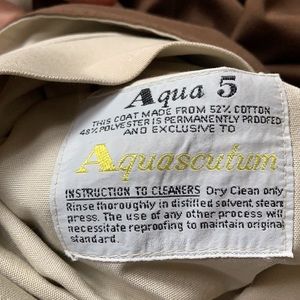 Aqua 5
THIS COAT MADE FROM 52% COTTON
48% POLYESTER IS PERMANENTLY PROOFED
AND EXCLUSIVE TO
Aquascutum
INSTRUCTION TO CLEANERS Dry Clean only
Rinse thoroughly in distilled solvent steam
press. The use of any other process will
necessitate reproofing to maintain original
standard.